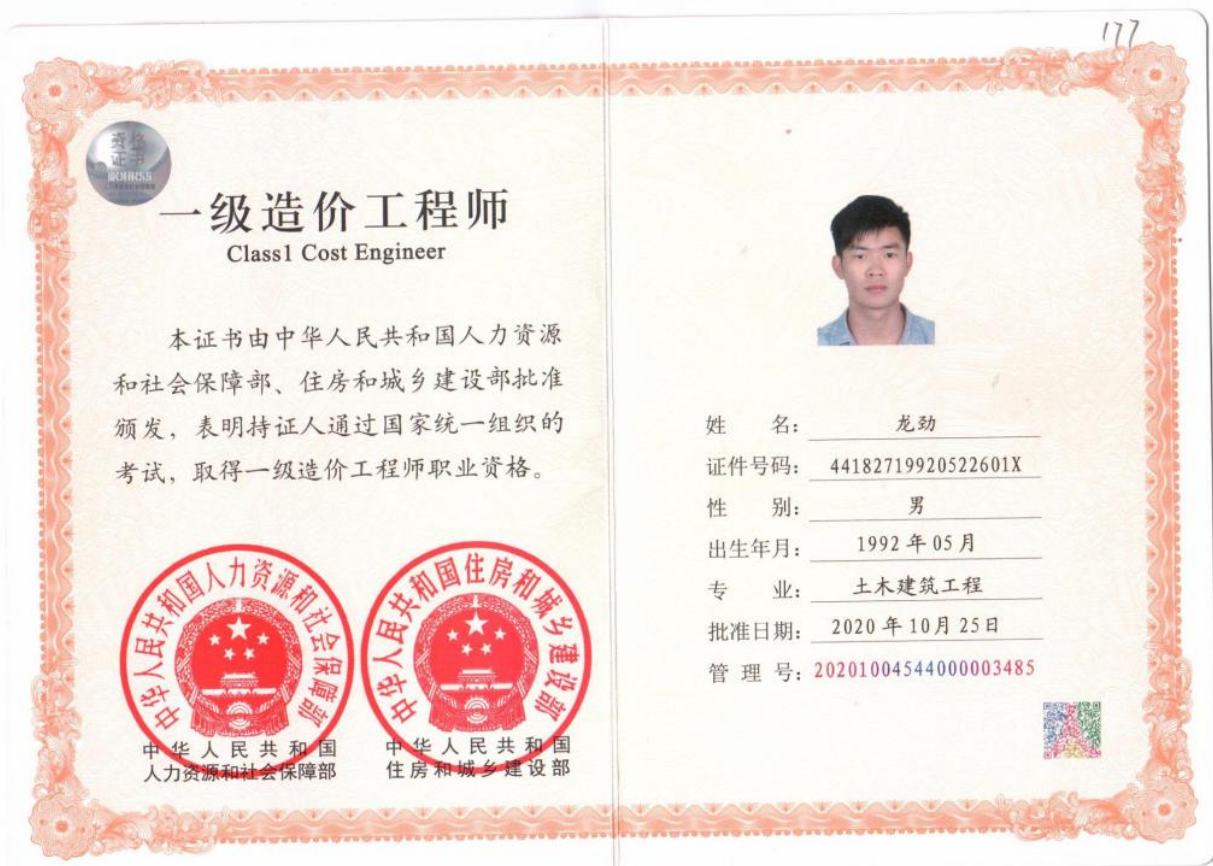 177
资格
证书
MOHRSS
一级造价工程师
Class1 Cost Engineer
本证书由中华人民共和国人力资源
和社会保障部、住房和城乡建设部批准
颁发，表明持证人通过国家统一组织的
考试，取得一级造价工程师职业资格。
中华人民共和国人力资源和社会保障部
中华人民共和国住房和城乡建设部
中华人民共和国
人力资源和社会保障部
中华人民共和国
住房和城乡建设部
姓 名：龙劲
证件号码：44182719920522601X
性 别：男
出生年月：1992年05月
专 业：土木建筑工程
批准日期：2020年10月25日
管 理 号：20201004544000003485